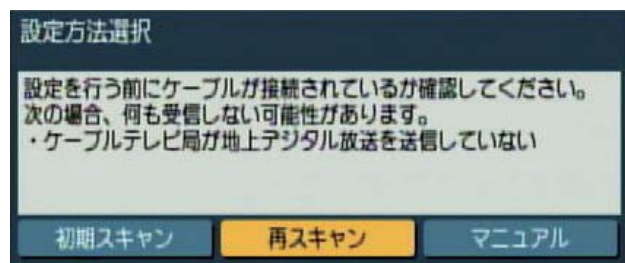 設定方法選択
設定を行う前にケーブルが接続されているか確認してください。
次の場合、何も受信しない可能性があります。
・ケーブルテレビ局が地上デジタル放送を送信していない
初期スキャン
再スキャン
マニュアル